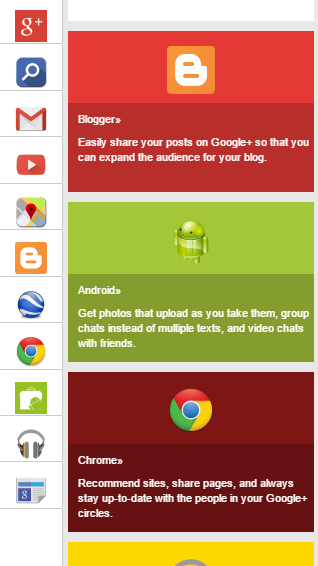 g+
Blogger»
Easily share your posts on Google+ so that you
can expand the audience for your blog.
Android»
Get photos that upload as you take them, group
chats instead of multiple texts, and video chats
with friends.
Chrome»
Recommend sites, share pages, and always
stay up-to-date with the people in your Google+
circles.
g